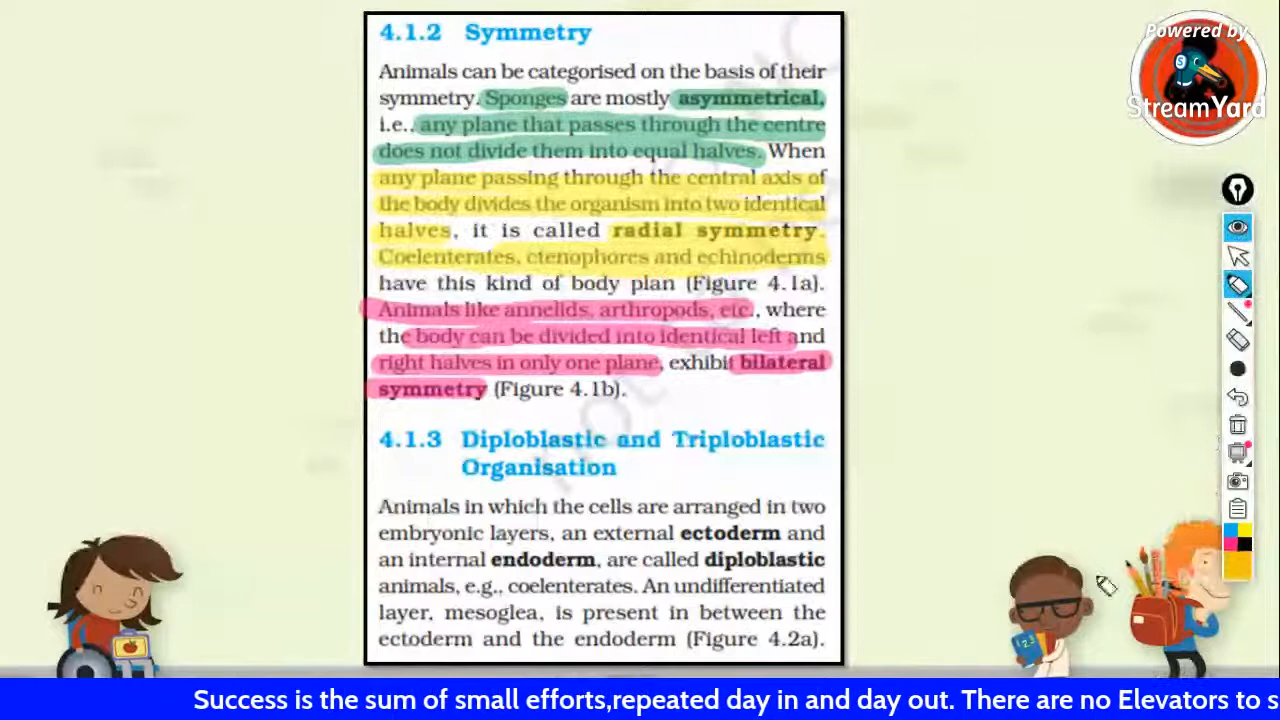 4.1.2 Symmetry
Animals can be categorised on the basis of their
symmetry. Sponges are mostly asymmetrical,
i.e., any plane that passes through the centre
does not divide them into equal halves. When
any plane passing through the central axis of
the body divides the organism into two identical
halves, it is called radial symmetry.
Coelenterates, ctenophores and echinoderms
have this kind of body plan (Figure 4.1a).
Animals like annelids, arthropods, etc., where
the body can be divided into identical left and
right halves in only one plane, exhibit bilateral
symmetry (Figure 4.1b).
4.1.3 Diploblastic and Triploblastic
Organisation
Animals in which the cells are arranged in two
embryonic layers, an external ectoderm and
an internal endoderm, are called diploblastic
animals, e.g., coelenterates. An undifferentiated
layer, mesoglea, is present in between the
ectoderm and the endoderm (Figure 4.2a).
Powered by
StreamYard
Success is the sum of small efforts,repeated day in and day out. There are no Elevators to s